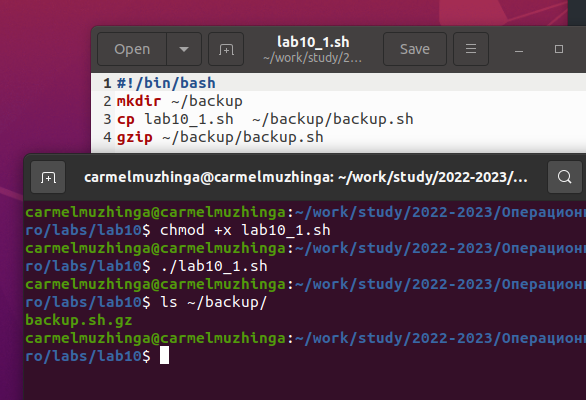 Open
lab10_1.sh
~/work/study/2...
Save
1 #!/bin/bash
2 mkdir ~/backup
3 cp lab10_1.sh  ~/backup/backup.sh
4 gzip ~/backup/backup.sh
carmelmuzhinga@carmelmuzhinga: ~/work/study/2022-2023/...
carmelmuzhinga@carmelmuzhinga:~/work/study/2022-2023/Операционн
ro/labs/lab10$ chmod +x lab10_1.sh
carmelmuzhinga@carmelmuzhinga:~/work/study/2022-2023/Операционн
ro/labs/lab10$ ./lab10_1.sh
carmelmuzhinga@carmelmuzhinga:~/work/study/2022-2023/Операционн
ro/labs/lab10$ ls ~/backup/
backup.sh.gz
carmelmuzhinga@carmelmuzhinga:~/work/study/2022-2023/Операционн
ro/labs/lab10$